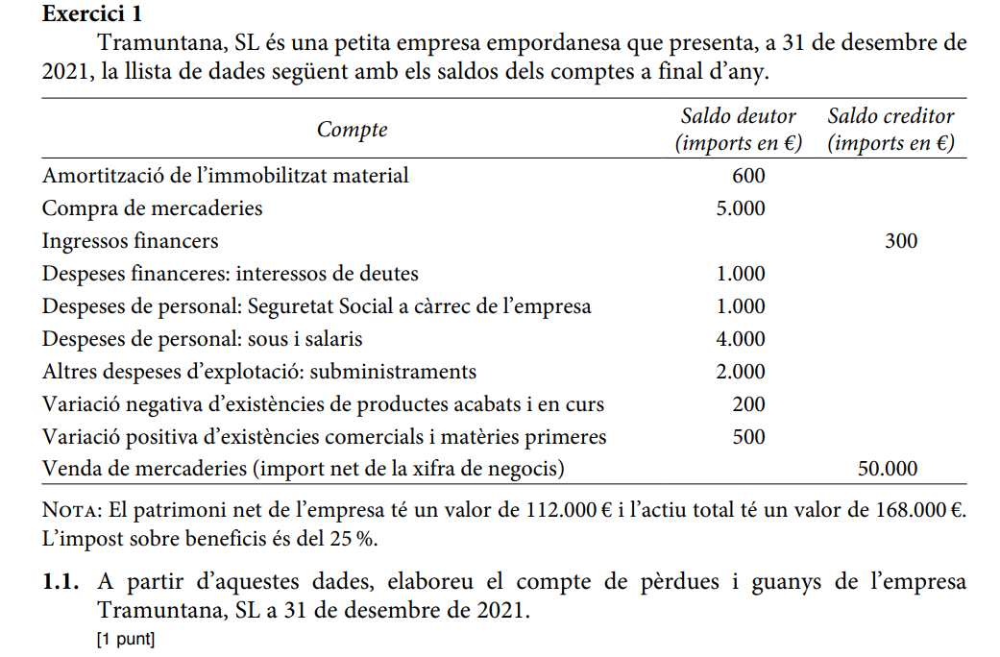 Exercici 1
Tramuntana, SL és una petita empresa empordanesa que presenta, a 31 de desembre de
2021, la llista de dades següent amb els saldos dels comptes a final d’any.
Compte Saldo deutor (imports en €) Saldo creditor (imports en €)
Amortització de l’immobilitzat material 600
Compra de mercaderies 5.000
Ingressos financers 300
Despeses financeres: interessos de deutes 1.000
Despeses de personal: Seguretat Social a càrrec de l’empresa 1.000
Despeses de personal: sous i salaris 4.000
Altres despeses d’explotació: subministraments 2.000
Variació negativa d’existències de productes acabats i en curs 200
Variació positiva d’existències comercials i matèries primeres 500
Venda de mercaderies (import net de la xifra de negocis) 50.000
NOTA: El patrimoni net de l’empresa té un valor de 112.000 € i l’actiu total té un valor de 168.000 €.
L’impost sobre beneficis és del 25 %.
1.1. A partir d’aquestes dades, elaboreu el compte de pèrdues i guanys de l’empresa
Tramuntana, SL a 31 de desembre de 2021.
[1 punt]